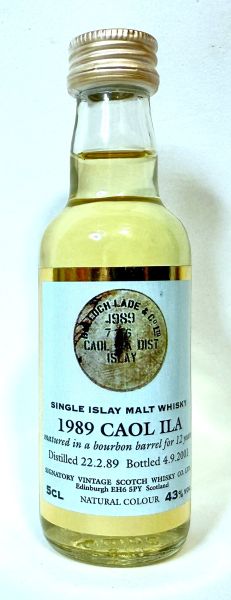 BULLOCH LADE & Co LTD
1989
CAOL ILA DIST
ISLAY
SINGLE ISLAY MALT WHISKY
1989 CAOL ILA
matured in a bourbon barrel for 12 years
Distilled 22.2.89 Bottled 4.9.2001
SIGNATORY VINTAGE SCOTCH WHISKY CO. LTD.
Edinburgh EH6 5PY Scotland
5CL NATURAL COLOUR 43% VOL